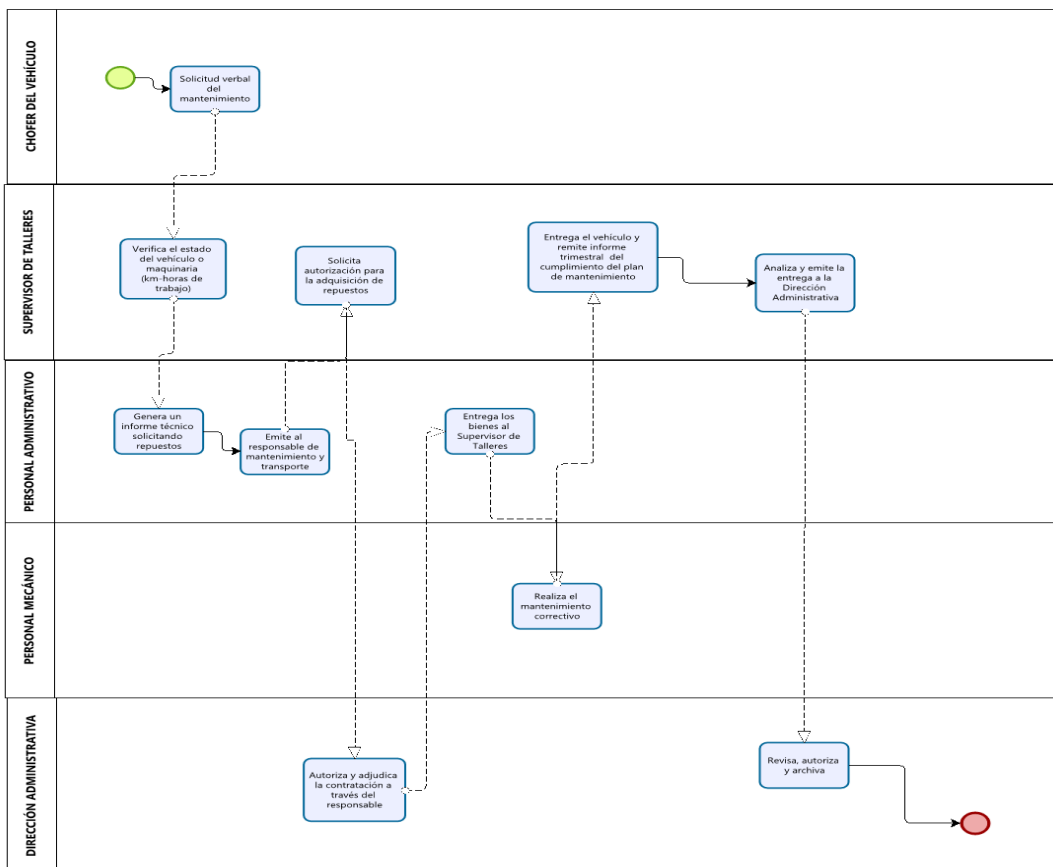 CHOFER DEL VEHÍCULO
Solicitud verbal
del
mantenimiento
SUPERVISOR DE TALLERES
Verifica el estado
del vehículo o
maquinaria
(km-horas de
trabajo)
Solicita
autorización para
la adquisición de
repuestos
Entrega el vehículo y
remite informe
trimestral del
cumplimiento del plan
de mantenimiento
Analiza y emite la
entrega a la
Dirección
Administrativa
PERSONAL ADMINISTRATIVO
Genera un
informe técnico
solicitando
repuestos
Emite al
responsable de
mantenimiento y
transporte
Entrega los
bienes al
Supervisor de
Talleres
PERSONAL MECÁNICO
Realiza el
mantenimiento
correctivo
DIRECCIÓN ADMINISTRATIVA
Autoriza y adjudica
la contratación a
través del
responsable
Revisa, autoriza
y archiva